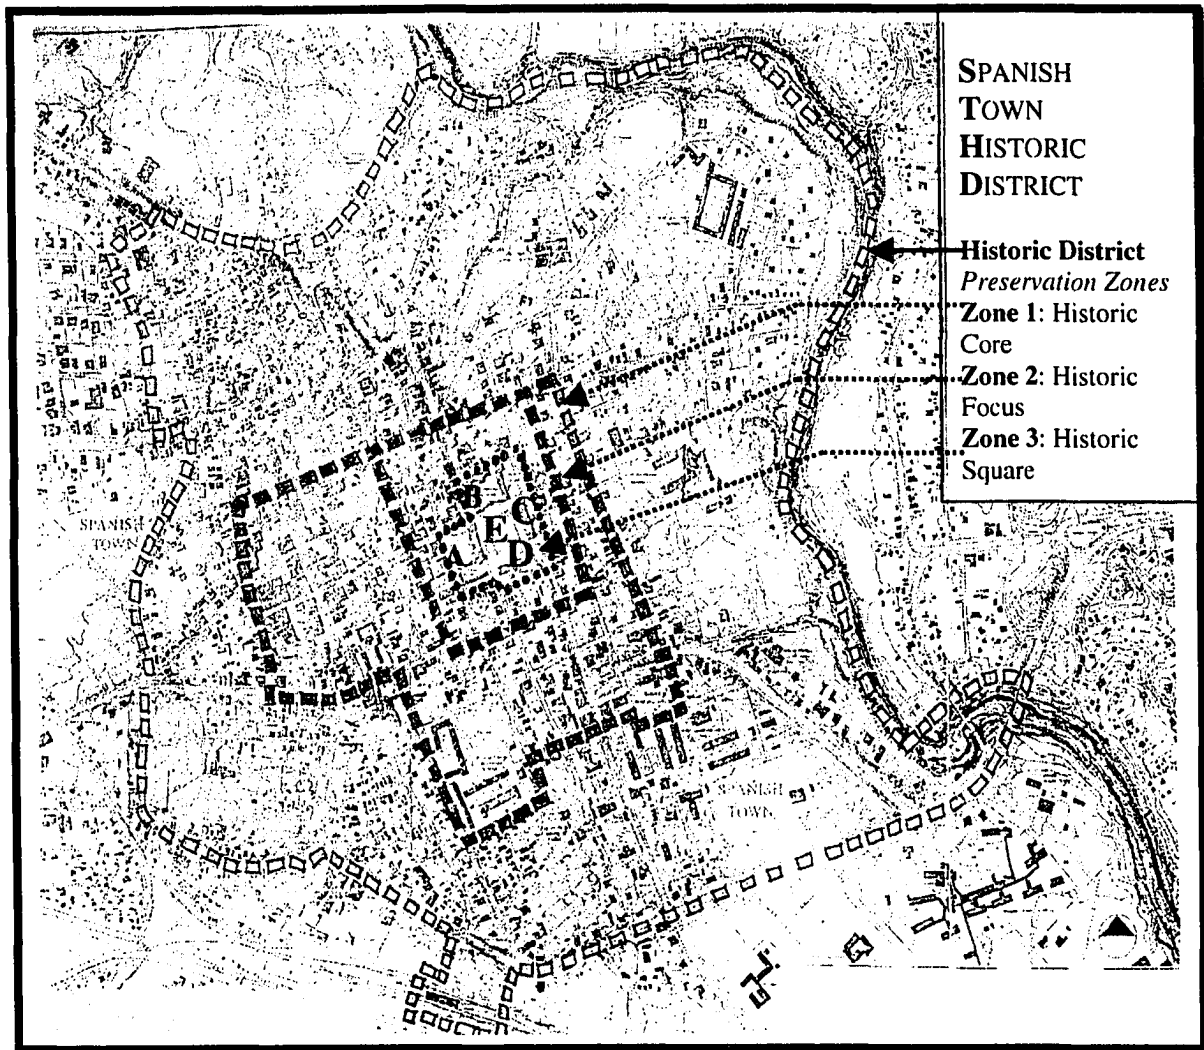 SPANISH
TOWN
HISTORIC
DISTRICT
Historic District
Preservation Zones
Zone 1: Historic
Core
Zone 2: Historic
Focus
Zone 3: Historic
Square
B
C
E
A
D
SPANISH
TOWN
SPANISH
TOWN